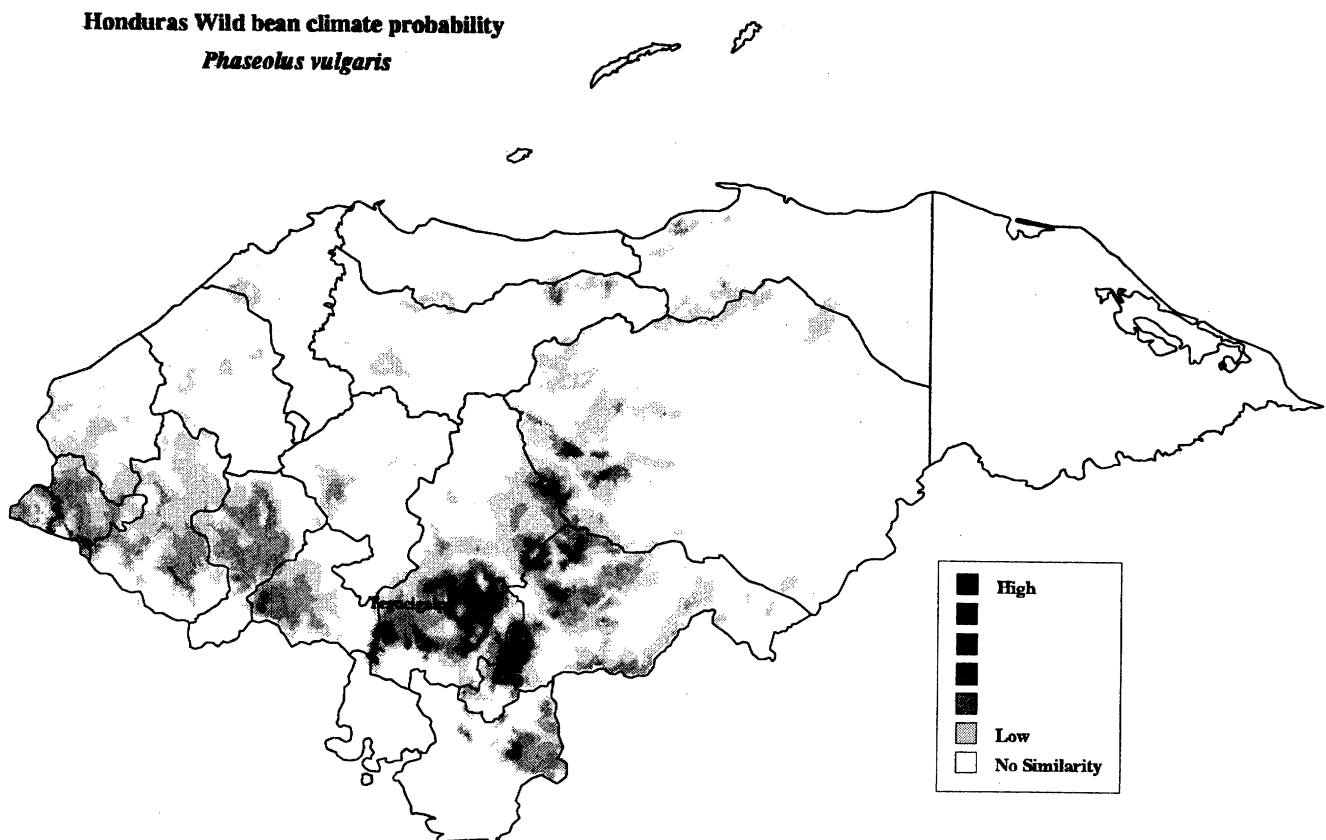 Honduras Wild bean climate probability
Phaseolus vulgaris
Tegucigalpa
High
Low
No Similarity